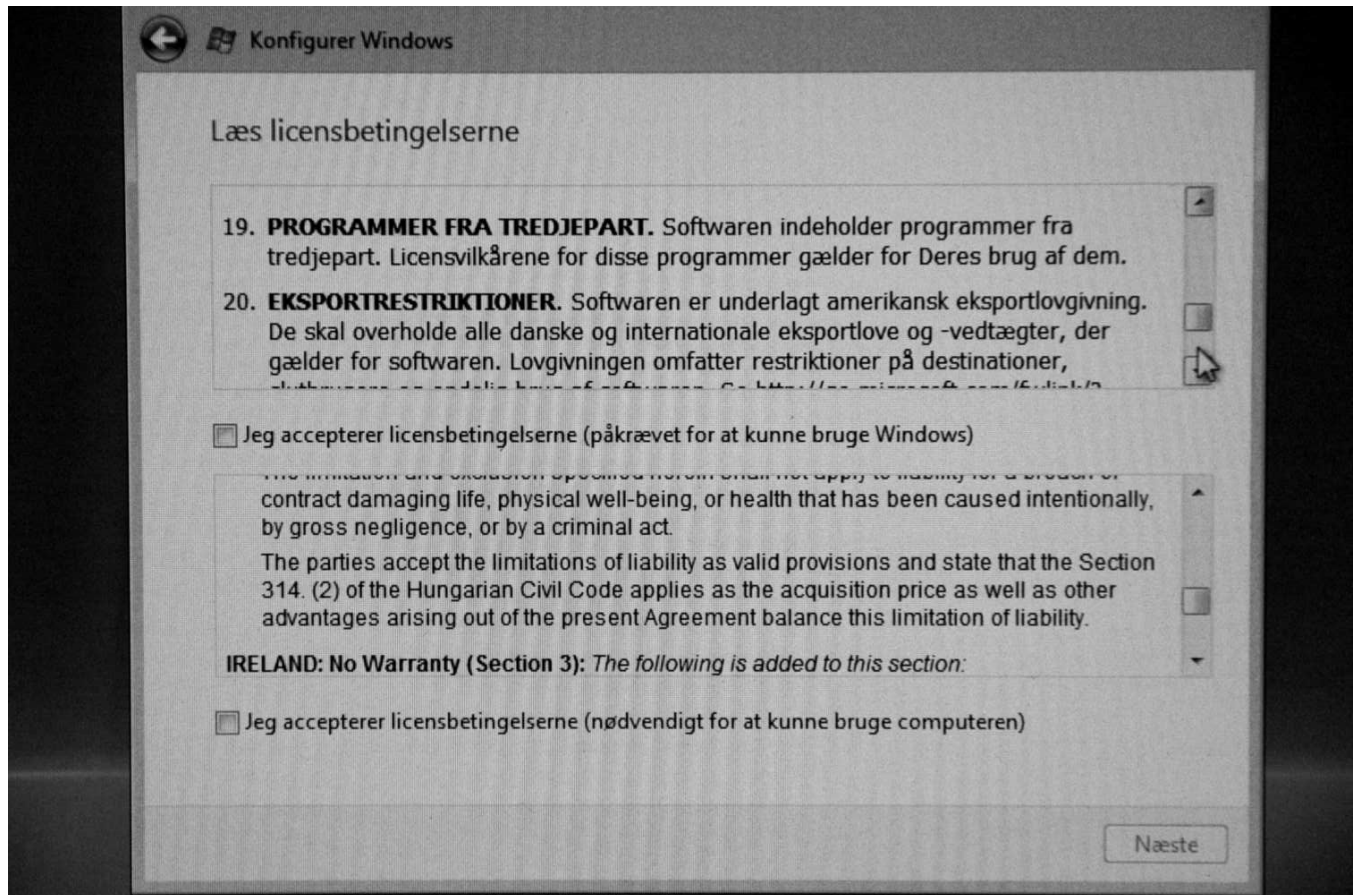 Konfigurer Windows
Læs licensbetingelserne
19. PROGRAMMER FRA TREDJEPART. Softwaren indeholder programmer fra
tredjepart. Licensvilkårene for disse programmer gælder for Deres brug af dem.
20. EKSPORTRESTRIKTIONER. Softwaren er underlagt amerikansk eksportlovgivning.
De skal overholde alle danske og internationale eksportlove og -vedtægter, der
gælder for softwaren. Lovgivningen omfatter restriktioner på destinationer,
Jeg accepterer licensbetingelserne (påkrævet for at kunne bruge Windows)
contract damaging life, physical well-being, or health that has been caused intentionally,
by gross negligence, or by a criminal act.
The parties accept the limitations of liability as valid provisions and state that the Section
314. (2) of the Hungarian Civil Code applies as the acquisition price as well as other
advantages arising out of the present Agreement balance this limitation of liability.
IRELAND: No Warranty (Section 3): The following is added to this section:
Jeg accepterer licensbetingelserne (nødvendigt for at kunne bruge computeren)
Næste